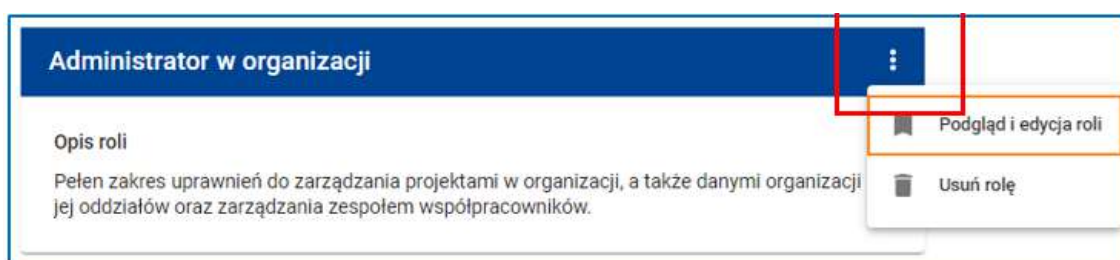 Administrator w organizacji
Podgląd i edycja roli
Opis roli
Usuń rolę
Pełen zakres uprawnień do zarządzania projektami w organizacji, a także danymi organizacji
jej oddziałów oraz zarządzania zespołem współpracowników.